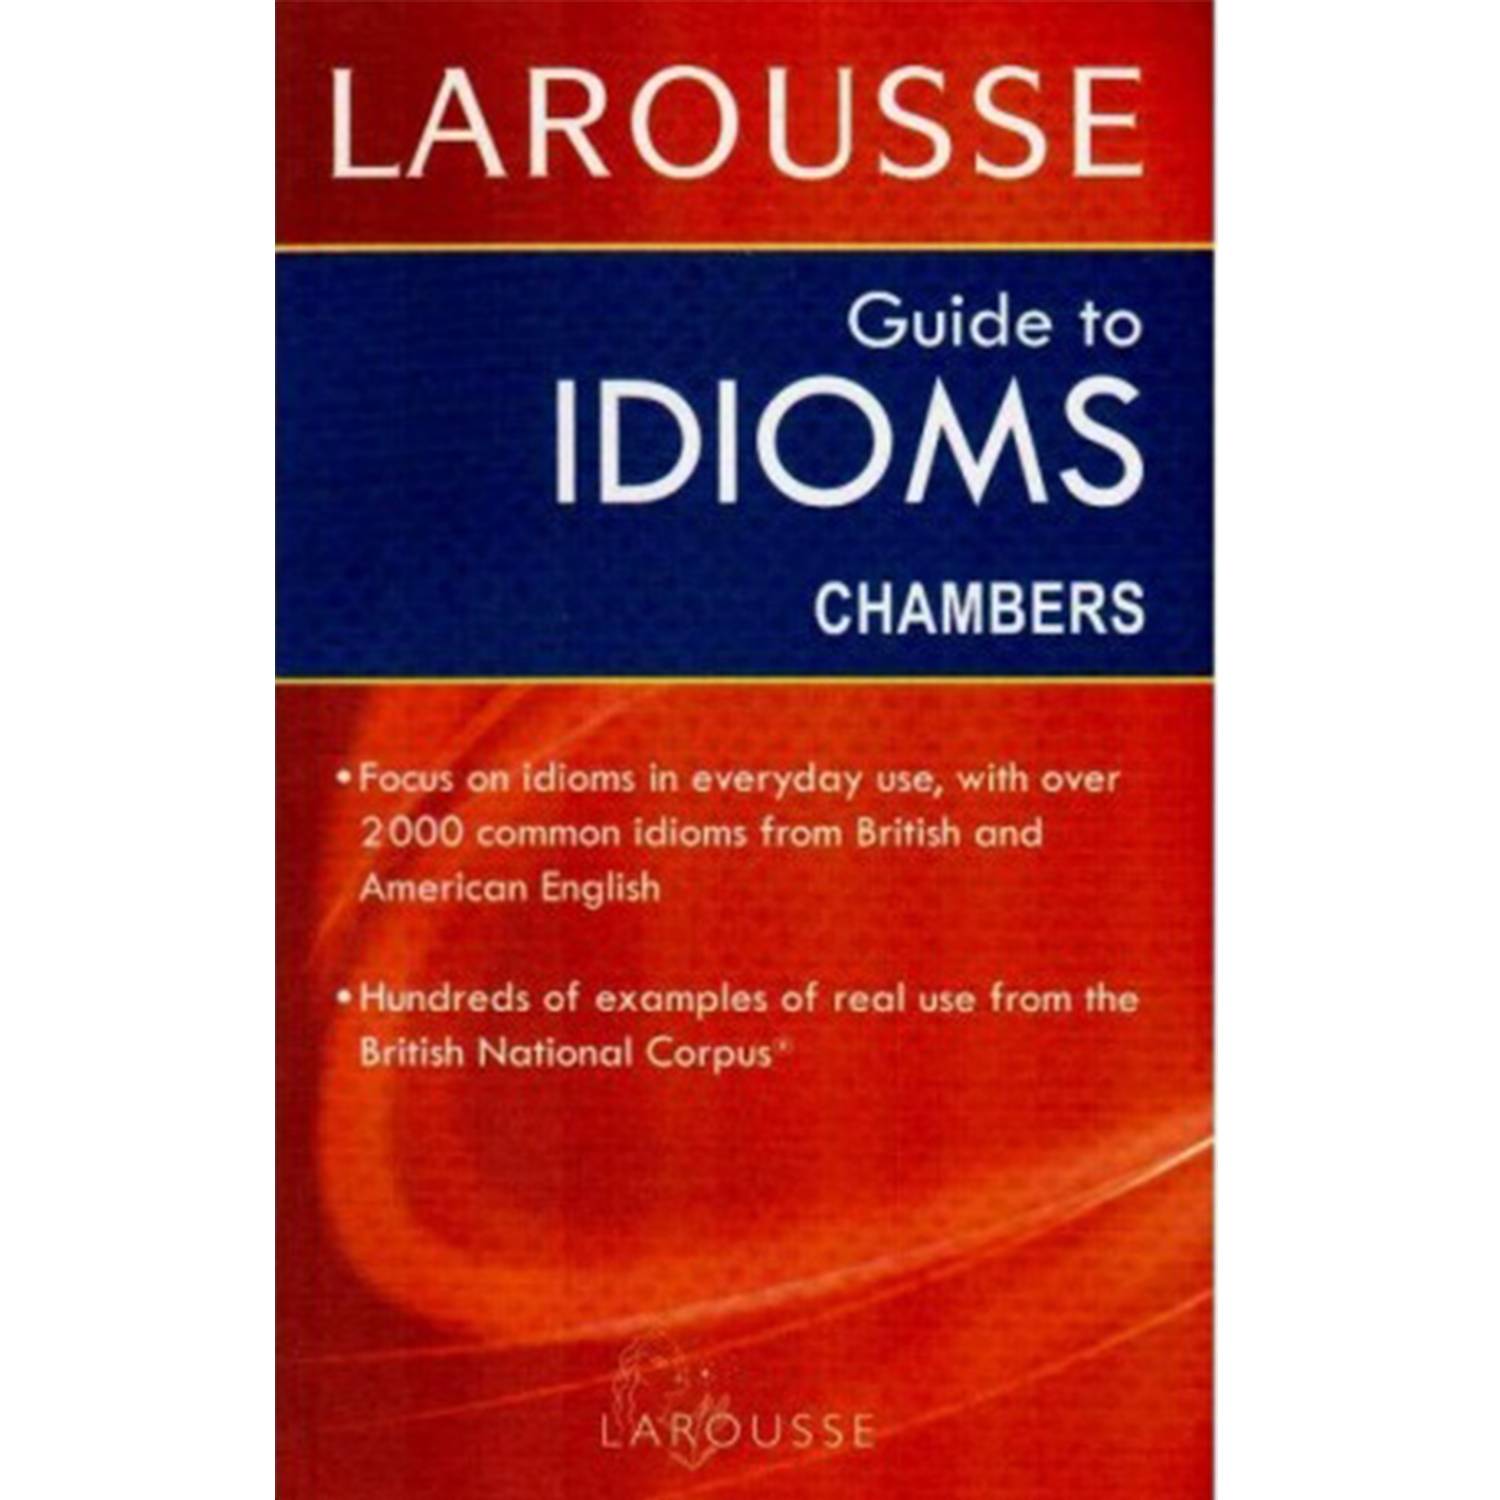 LAROUSSE
Guide to
IDIOMS
CHAMBERS
• Focus on idioms in everyday use, with over
2000 common idioms from British and
American English
• Hundreds of examples of real use from the
British National Corpus®
LAROUSSE